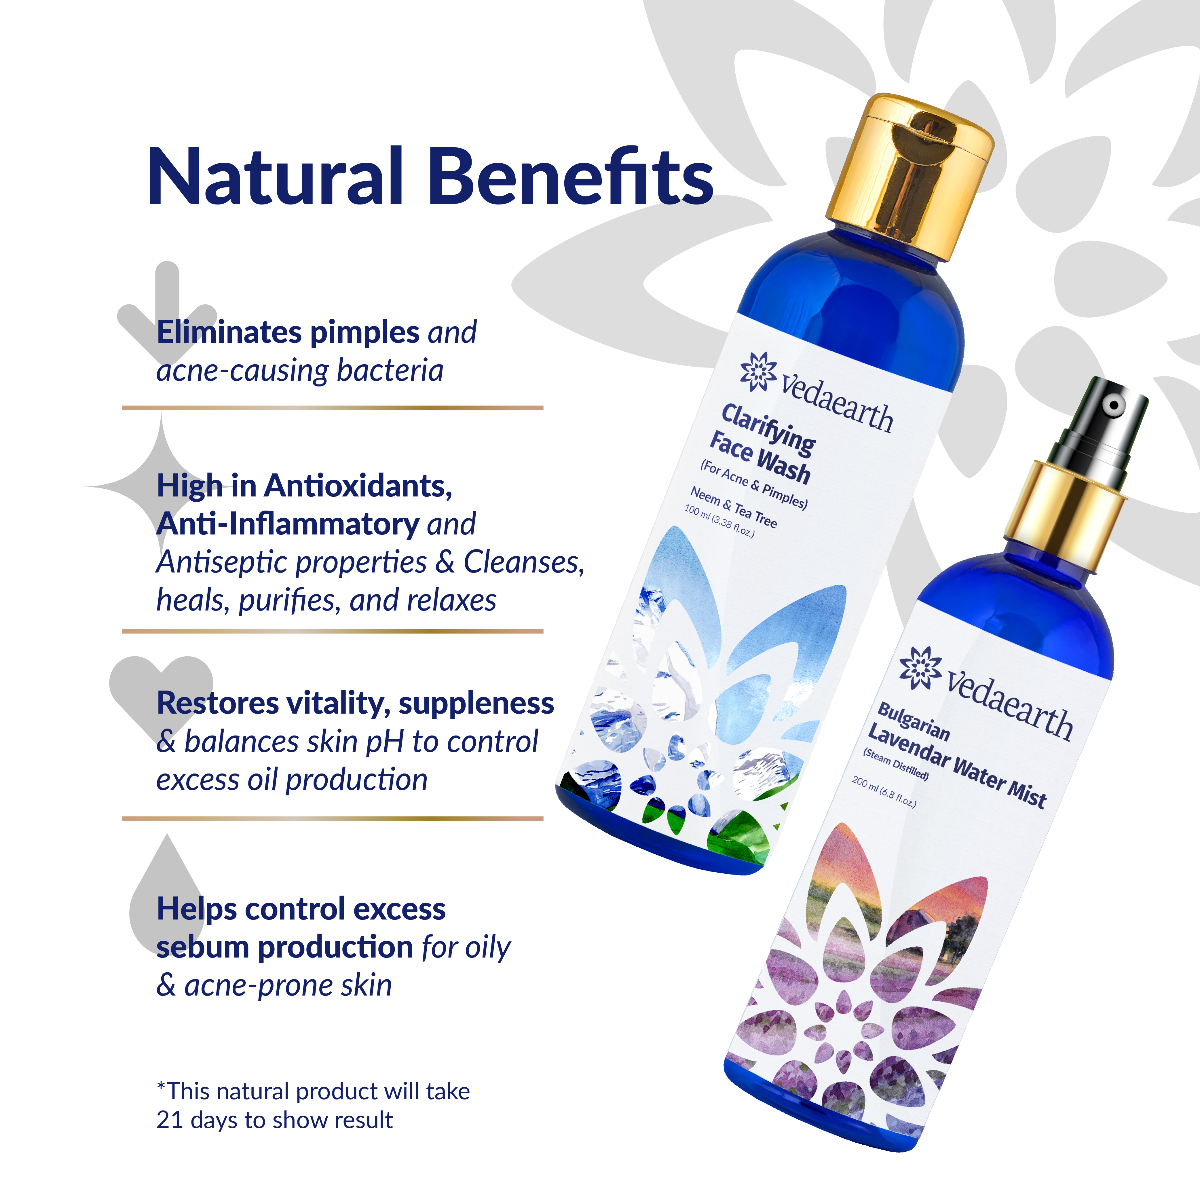 Natural Benefits
Eliminates pimples and
acne-causing bacteria
High in Antioxidants,
Anti-Inflammatory and
Antiseptic properties & Cleanses,
heals, purifies, and relaxes
Restores vitality, suppleness
& balances skin pH to control
excess oil production
Helps control excess
sebum production for oily
& acne-prone skin
*This natural product will take
21 days to show result
vedaearth
Clarifying
Face Wash
(For Acne & Pimples)
Neem & Tea Tree
100 ml (3.38 fl.oz.)
vedaearth
Bulgarian
Lavendar Water Mist
(Steam Distilled)
200 ml (6.8 fl.oz.)